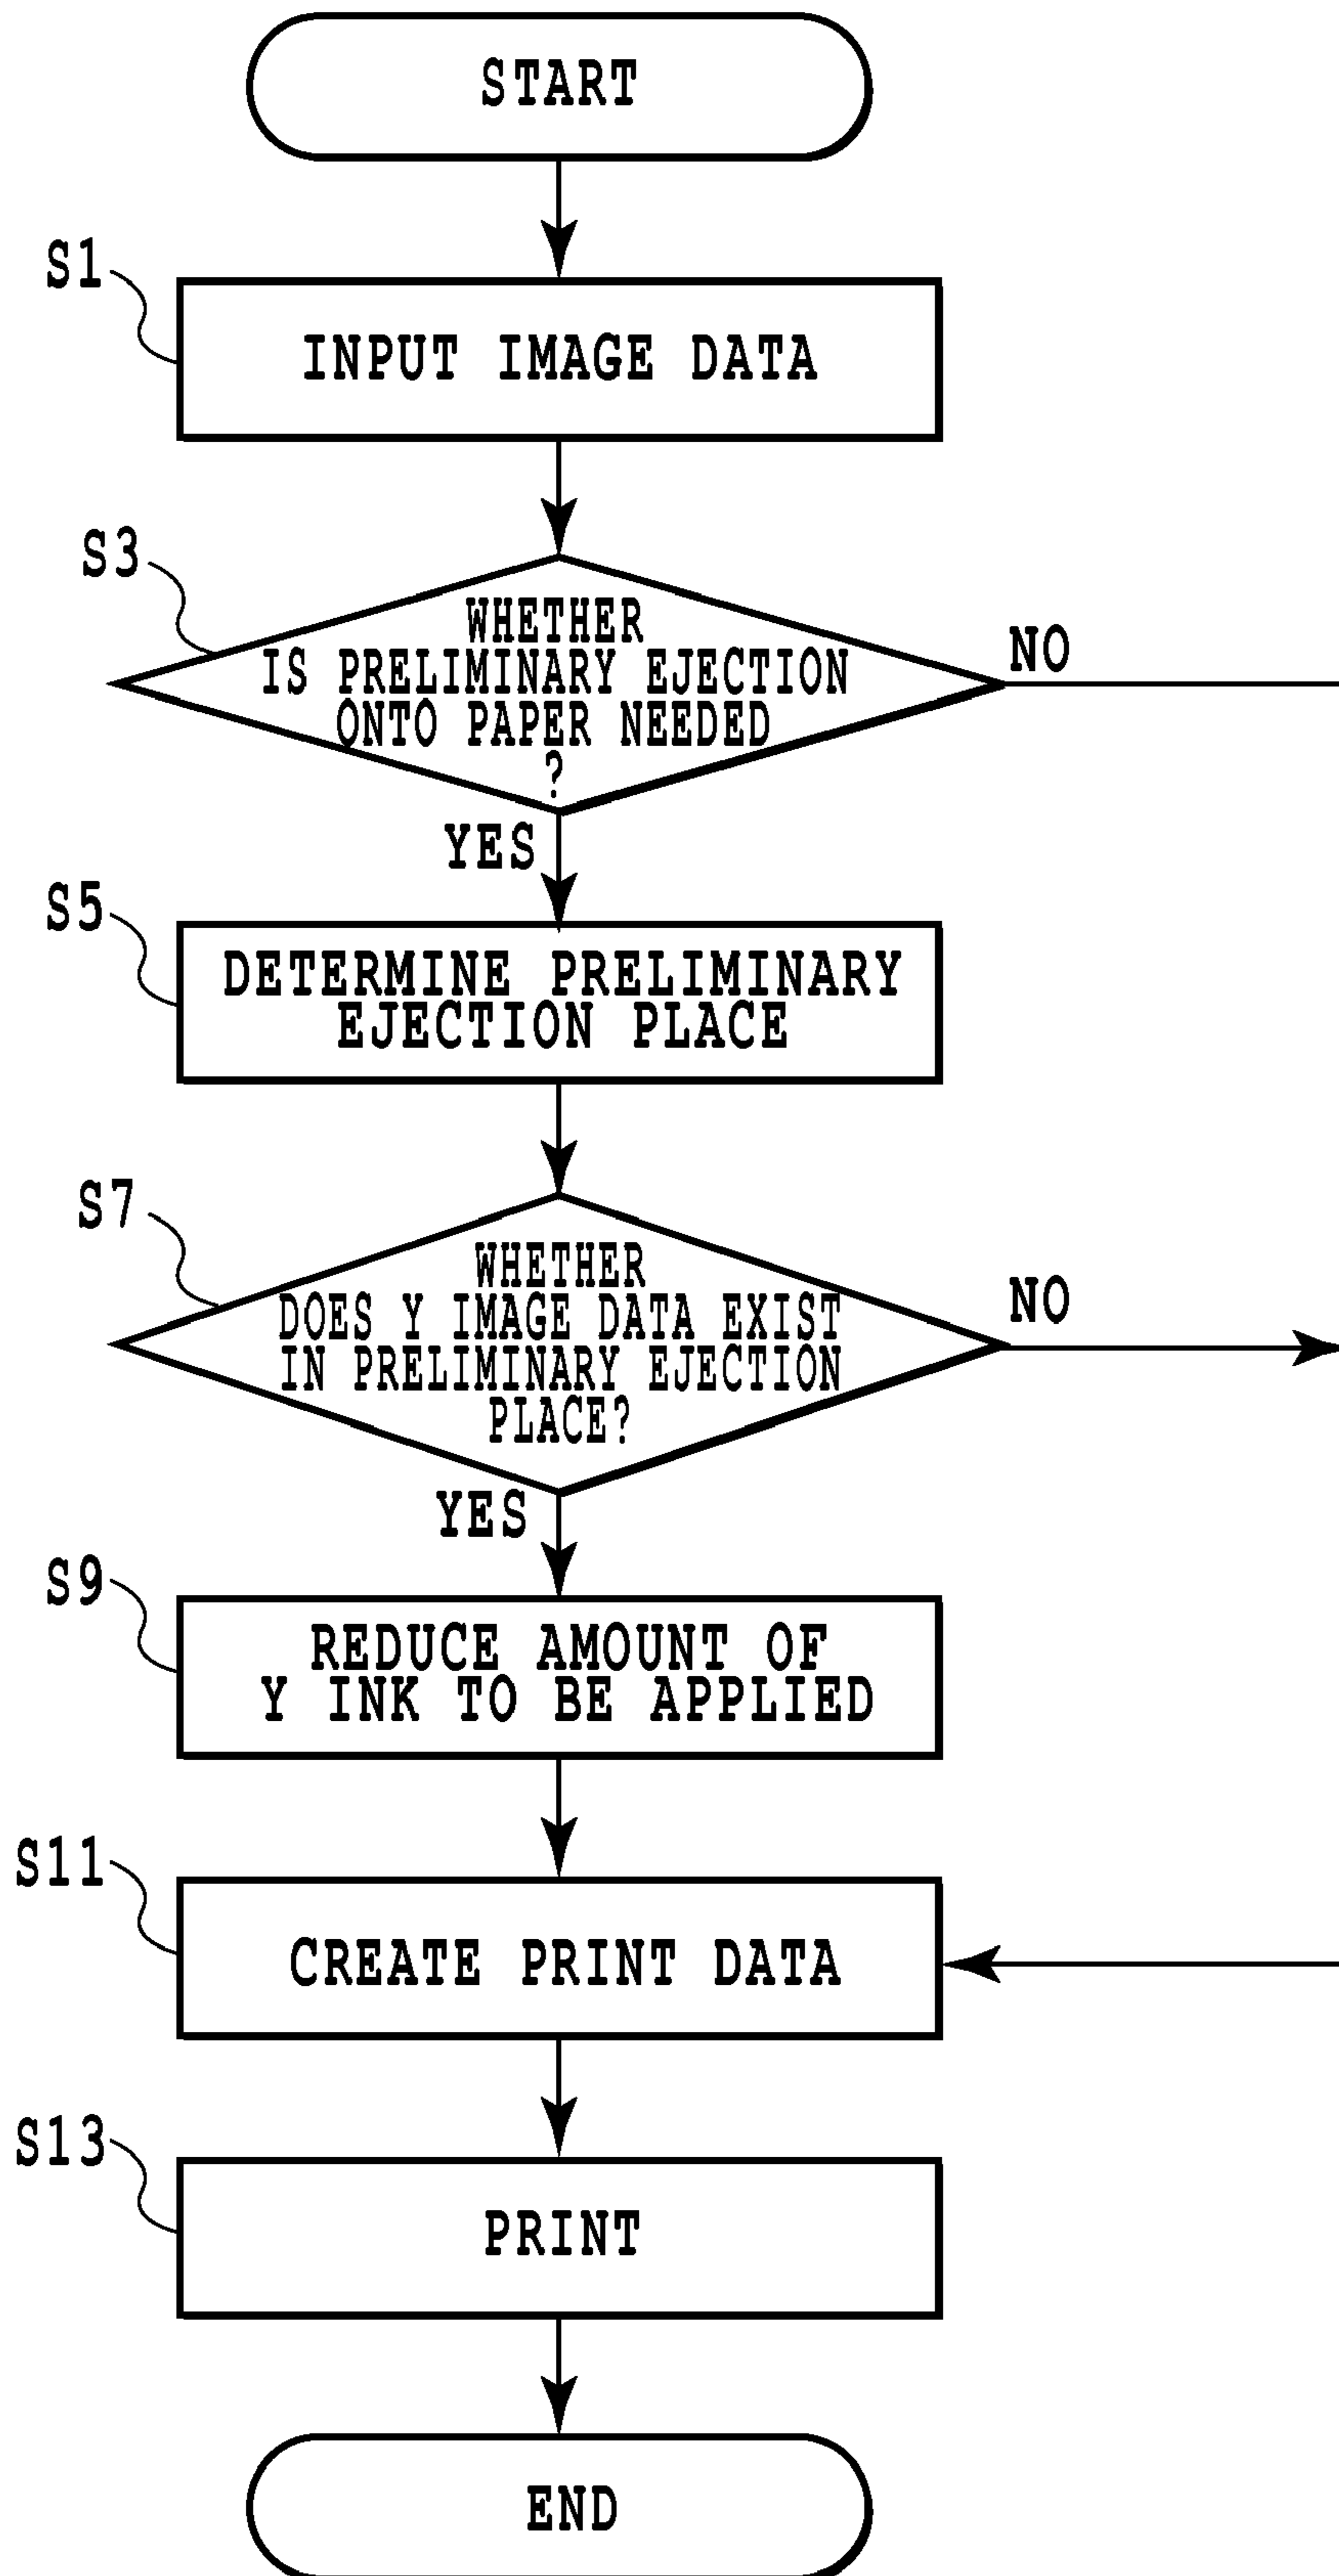 START
S1
INPUT IMAGE DATA
S3
WHETHER
IS PRELIMINARY EJECTION
ONTO PAPER NEEDED
?
NO
YES
S5
DETERMINE PRELIMINARY
EJECTION PLACE
S7
WHETHER
DOES Y IMAGE DATA EXIST
IN PRELIMINARY EJECTION
PLACE?
NO
YES
S9
REDUCE AMOUNT OF
Y INK TO BE APPLIED
S11
CREATE PRINT DATA
S13
PRINT
END